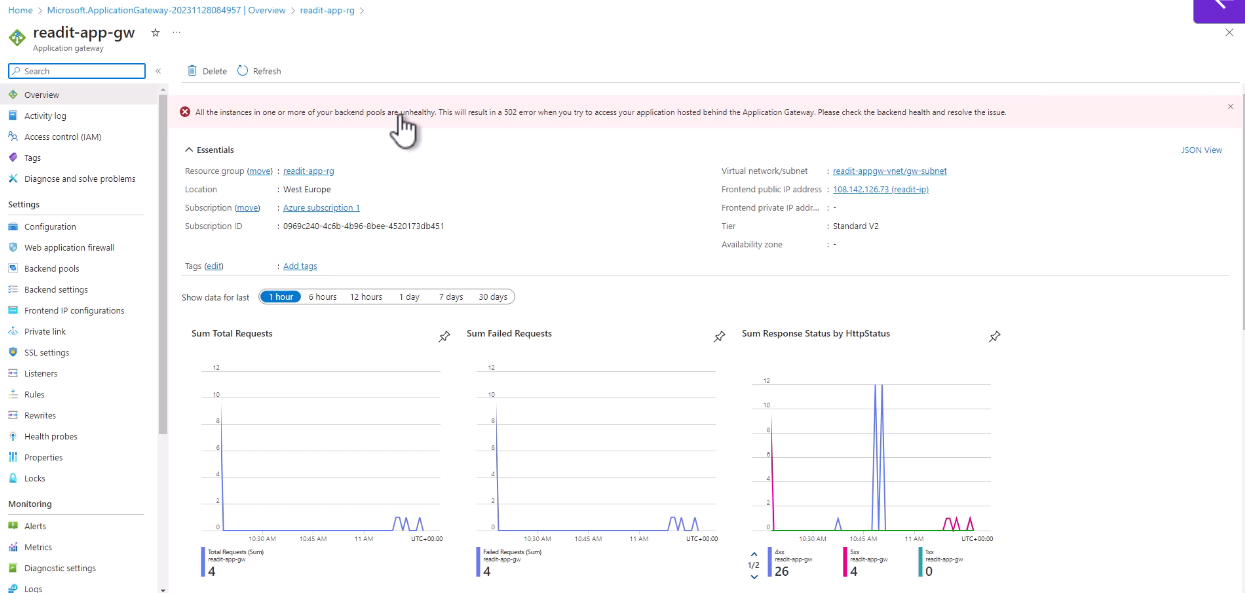 Home > Microsoft.ApplicationGateway-20231128084957 | Overview > readit-app-rg >
readit-app-gw
Application gateway
Search
Overview
Activity log
Access control (IAM)
Tags
Diagnose and solve problems
Settings
Configuration
Web application firewall
Backend pools
Backend settings
Frontend IP configurations
Private link
SSL settings
Listeners
Rules
Rewrites
Health probes
Properties
Locks
Monitoring
Alerts
Metrics
Diagnostic settings
Logs
Delete Refresh
All the instances in one or more of your backend pools are unhealthy. This will result in a 502 error when you try to access your application hosted behind the Application Gateway. Please check the backend health and resolve the issue.
Essentials
JSON View
Resource group (move) : readit-app-rg
Location : West Europe
Subscription (move) : Azure subscription 1
Subscription ID : 0969c240-4c6b-4b96-8bee-4520173db451
Virtual network/subnet : readit-appgw-vnet/gw-subnet
Frontend public IP address : 108.142.126.73 (readit-ip)
Frontend private IP addr... : -
Tier : Standard V2
Availability zone : -
Tags (edit) : Add tags
Show data for last 1 hour 6 hours 12 hours 1 day 7 days 30 days
Sum Total Requests
12
10
8
6
4
2
0
10:30 AM 10:45 AM 11 AM UTC+00:00
Total Requests (Sum)
readit-app-gw
4
Sum Failed Requests
12
10
8
6
4
2
0
10:30 AM 10:45 AM 11 AM UTC+00:00
Failed Requests (Sum)
readit-app-gw
4
Sum Response Status by HttpStatus
12
10
8
6
4
2
0
10:30 AM 10:45 AM 11 AM UTC+00:00
1/2
4xx
readit-app-gw
26
5xx
readit-app-gw
4
1xx
readit-app-gw
0